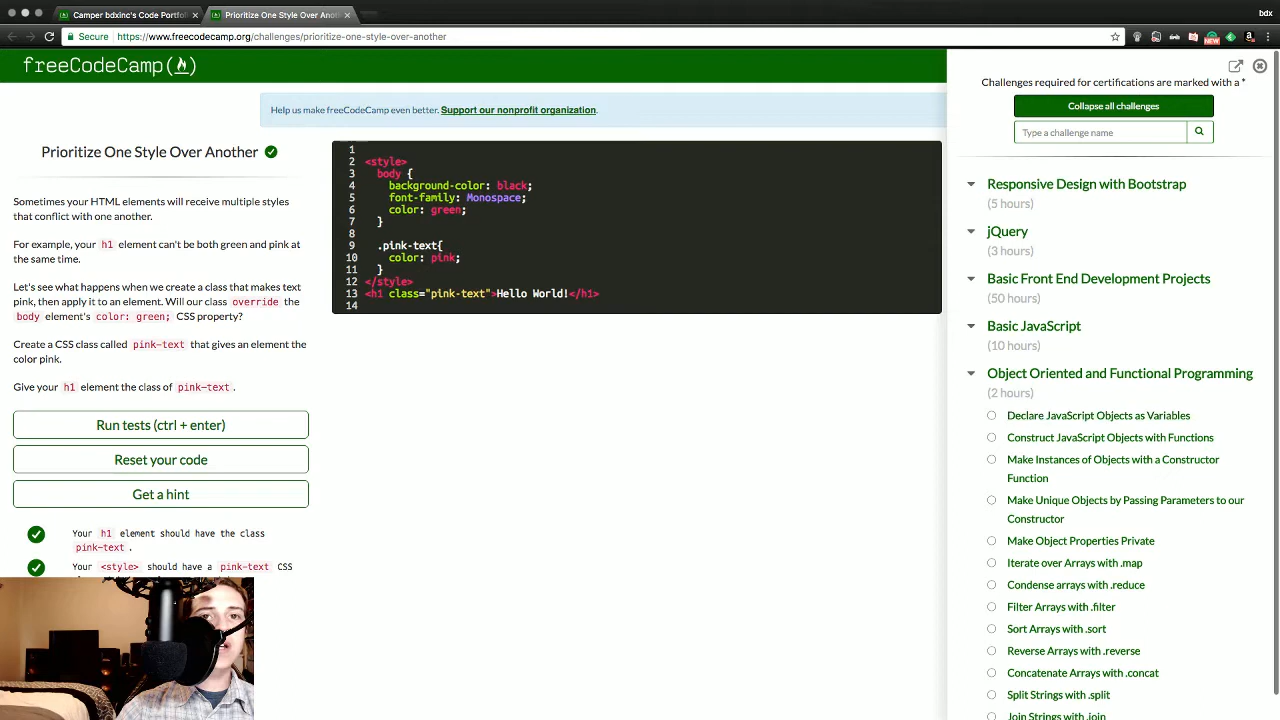 Camper bdxinc's Code Portfol
Prioritize One Style Over Anot
bdx
Secure
https://www.freecodecamp.org/challenges/prioritize-one-style-over-another
NEW
freeCodeCamp
Help us make freeCodeCamp even better. Support our nonprofit organization.
Prioritize One Style Over Another
Sometimes your HTML elements will receive multiple styles
that conflict with one another.
For example, your h1 element can't be both green and pink at
the same time.
Let's see what happens when we create a class that makes text
pink, then apply it to an element. Will our class override the
body element's color: green; CSS property?
Create a CSS class called pink-text that gives an element the
color pink.
Give your h1 element the class of pink-text.
Run tests (ctrl + enter)
Reset your code
Get a hint
Your h1 element should have the class
pink-text.
Your <style> should have a pink-text CSS
1
2 <style>
3 body {
4 background-color: black;
5 font-family: Monospace;
6 color: green;
7 }
8
9 .pink-text{
10 color: pink;
11 }
12 </style>
13 <h1 class="pink-text">Hello World!</h1>
14
Challenges required for certifications are marked with a *
Collapse all challenges
Type a challenge name
Responsive Design with Bootstrap
(5 hours)
jQuery
(3 hours)
Basic Front End Development Projects
(50 hours)
Basic JavaScript
(10 hours)
Object Oriented and Functional Programming
(2 hours)
Declare JavaScript Objects as Variables
Construct JavaScript Objects with Functions
Make Instances of Objects with a Constructor
Function
Make Unique Objects by Passing Parameters to our
Constructor
Make Object Properties Private
Iterate over Arrays with .map
Condense arrays with .reduce
Filter Arrays with .filter
Sort Arrays with .sort
Reverse Arrays with .reverse
Concatenate Arrays with .concat
Split Strings with .split
Join Strings with .join